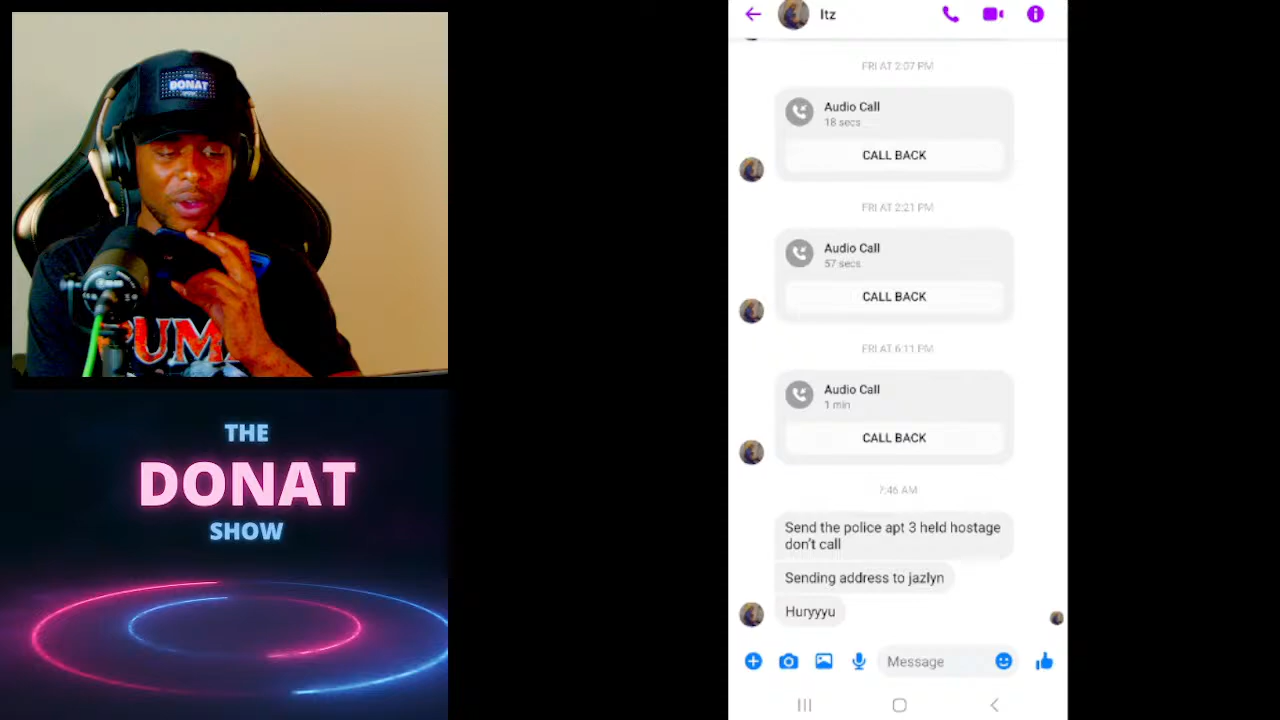 THE
DONAT
SHOW
PUMA
THE
DONAT
SHOW
Itz
FRI AT 2:07 PM
Audio Call
18 secs
CALL BACK
FRI AT 2:21 PM
Audio Call
57 secs
CALL BACK
FRI AT 6:11 PM
Audio Call
1 min
CALL BACK
7:46 AM
Send the police apt 3 held hostage
don't call
Sending address to jazlyn
Huryyyu
Message